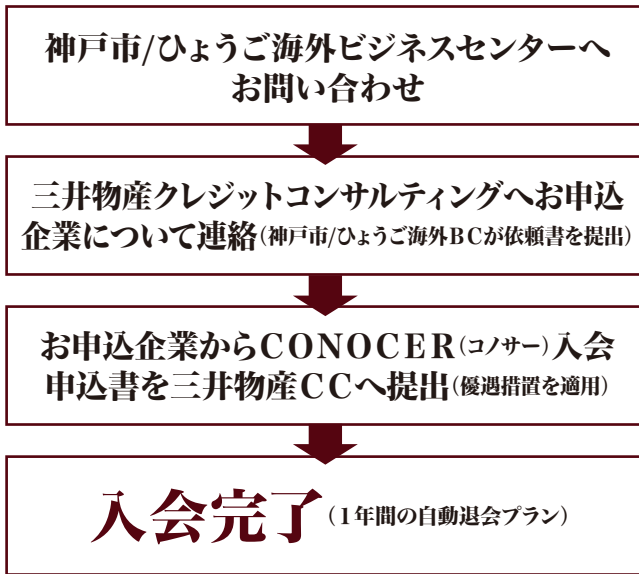 神戸市/ひょうご海外ビジネスセンターへ
お問い合わせ
三井物産クレジットコンサルティングへお申込
企業について連絡(神戸市/ひょうご海外BCが依頼書を提出)
お申込企業からCONOCER(コノサー)入会
申込書を三井物産CCへ提出(優遇措置を適用)
入会完了(1年間の自動退会プラン)